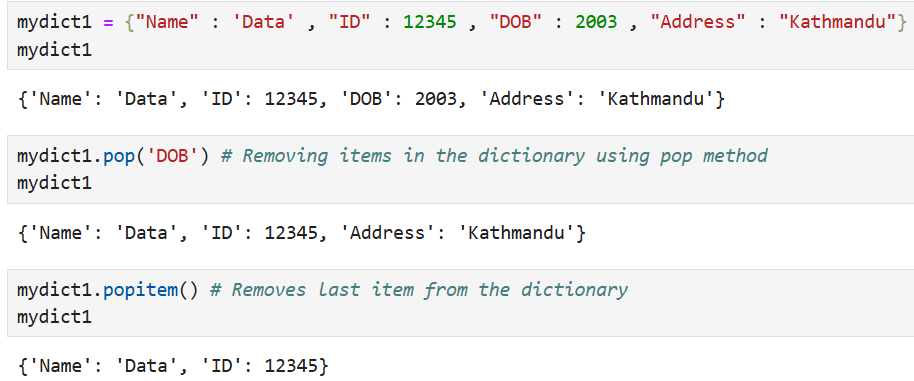 mydict1 = {"Name" : 'Data' , "ID" : 12345 , "DOB" : 2003 , "Address" : "Kathmandu"}
mydict1
{'Name': 'Data', 'ID': 12345, 'DOB': 2003, 'Address': 'Kathmandu'}
mydict1.pop('DOB') # Removing items in the dictionary using pop method
mydict1
{'Name': 'Data', 'ID': 12345, 'Address': 'Kathmandu'}
mydict1.popitem() # Removes last item from the dictionary
mydict1
{'Name': 'Data', 'ID': 12345}